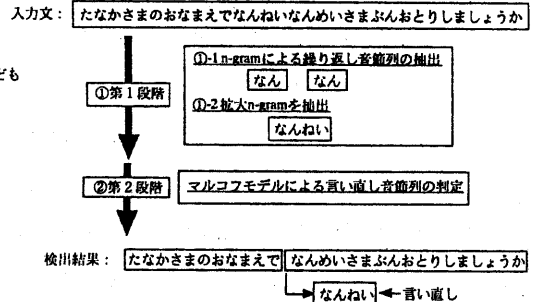 入力文： たなかさまのおなまえでなんねいなんめいさまぶんおとりしましょうか
ども
①第1段階
①-1 n-gramによる繰り返し音節列の抽出
なん なん
①-2 拡大n-gramを抽出
なんねい
②第2段階
マルコフモデルによる言い直し音節列の判定
検出結果： たなかさまのおなまえで なんめいさまぶんおとりしましょうか
なんねい 言い直し